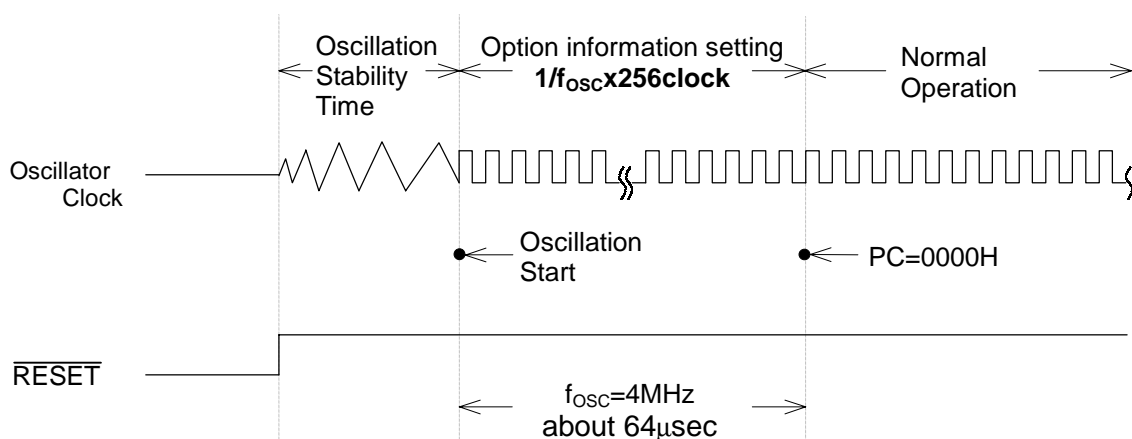 Oscillation
Stability
Time
Option information setting
1/fOSCx256clock
Normal
Operation
Oscillator
Clock
Oscillation
Start
PC=0000H
RESET
fOSC=4MHz
about 64μsec